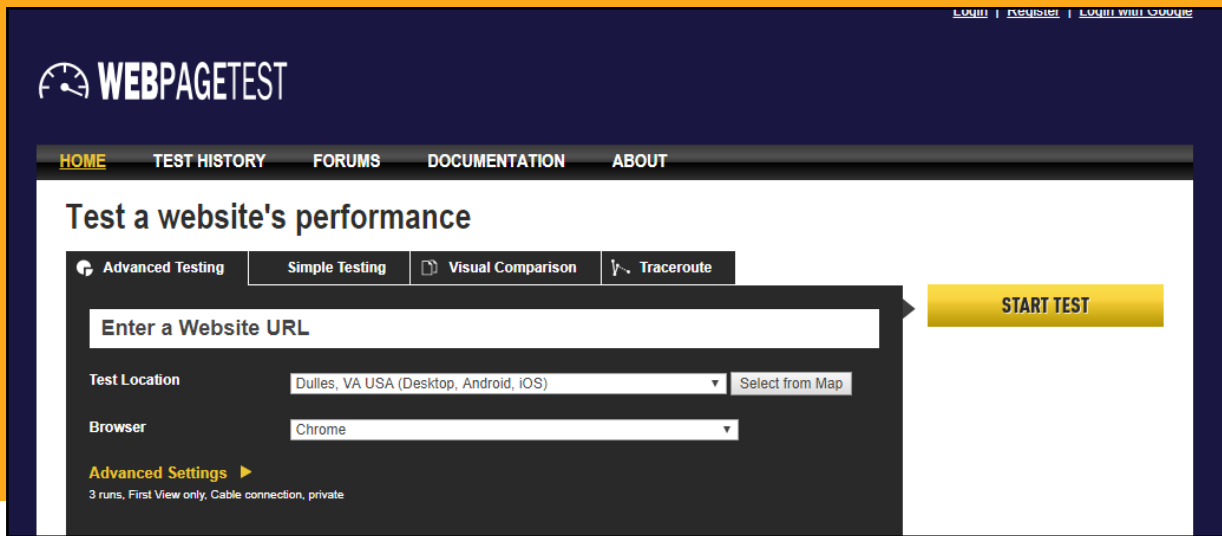 Login | Register | Login with Google
WEBPAGETEST
HOME TEST HISTORY FORUMS DOCUMENTATION ABOUT
Test a website's performance
Advanced Testing Simple Testing Visual Comparison Traceroute
Enter a Website URL
START TEST
Test Location Dulles, VA USA (Desktop, Android, iOS) Select from Map
Browser Chrome
Advanced Settings
3 runs, First View only, Cable connection, private